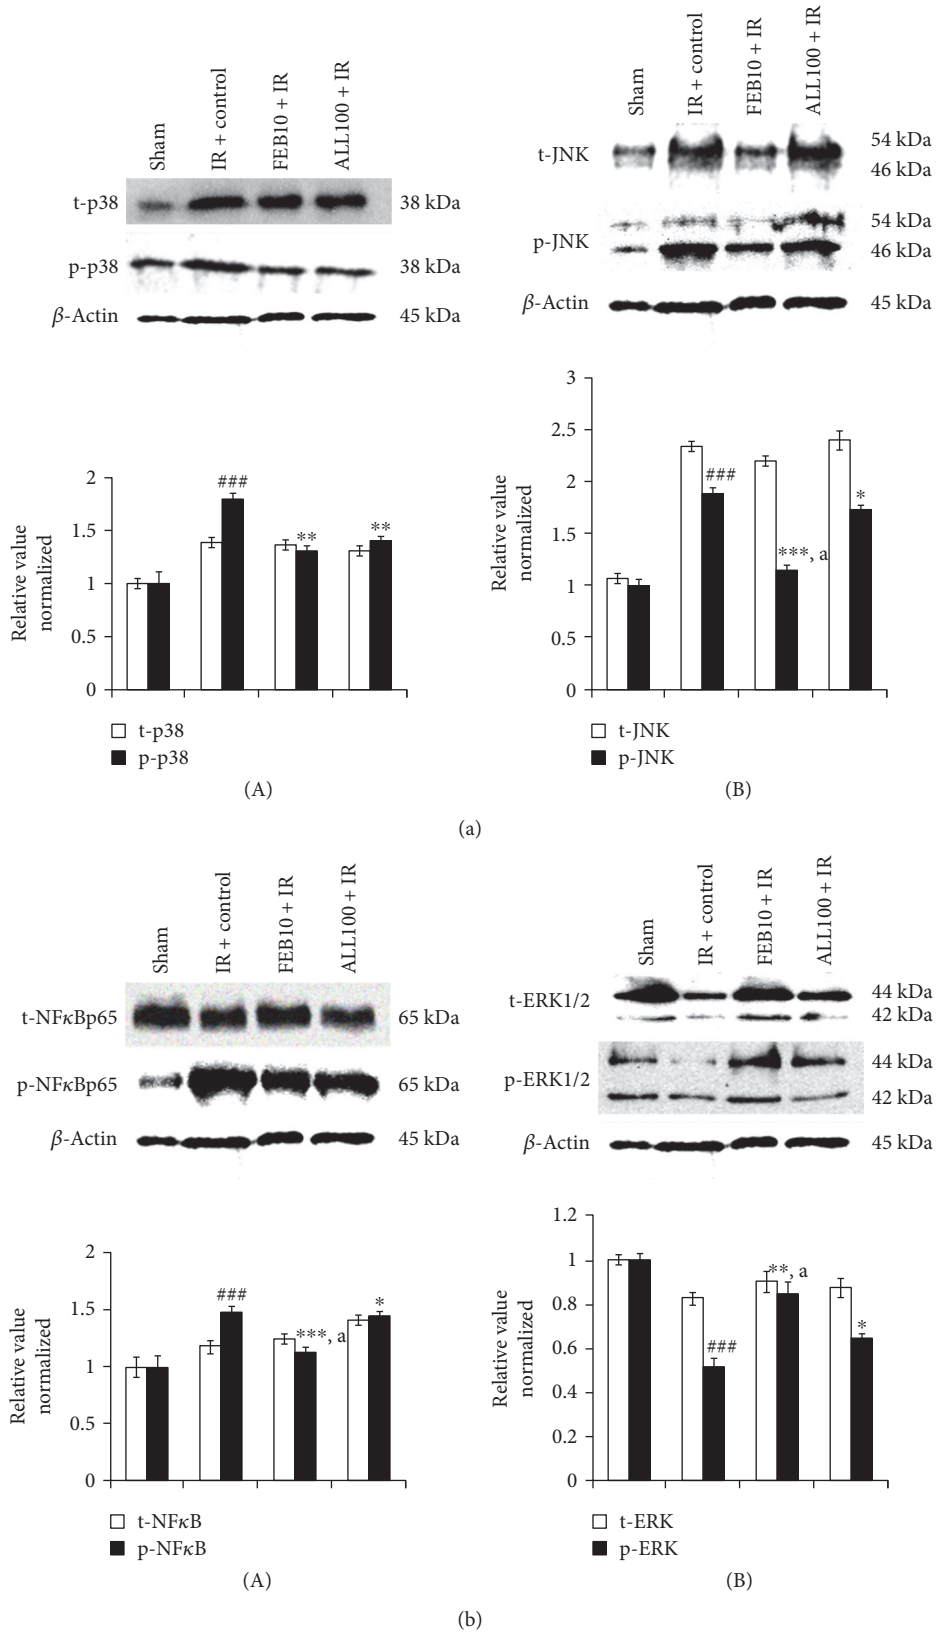 Sham
IR + control
FEB10 + IR
ALL100 + IR
t-p38
38 kDa
p-p38
38 kDa
β-Actin
45 kDa
2
1.5
1
0.5
0
Relative value
normalized
###
**
**
t-p38
p-p38
(A)
Sham
IR + control
FEB10 + IR
ALL100 + IR
t-JNK
54 kDa
46 kDa
p-JNK
54 kDa
46 kDa
β-Actin
45 kDa
3
2.5
2
1.5
1
0.5
0
Relative value
normalized
###
***, a
*
t-JNK
p-JNK
(B)
(a)
Sham
IR + control
FEB10 + IR
ALL100 + IR
t-NFκBp65
65 kDa
p-NFκBp65
65 kDa
β-Actin
45 kDa
2
1.5
1
0.5
0
Relative value
normalized
###
***, a
*
t-NFκB
p-NFκB
(A)
Sham
IR + control
FEB10 + IR
ALL100 + IR
t-ERK1/2
44 kDa
42 kDa
p-ERK1/2
44 kDa
42 kDa
β-Actin
45 kDa
1.2
1
0.8
0.6
0.4
0.2
0
Relative value
normalized
###
**, a
*
t-ERK
p-ERK
(B)
(b)